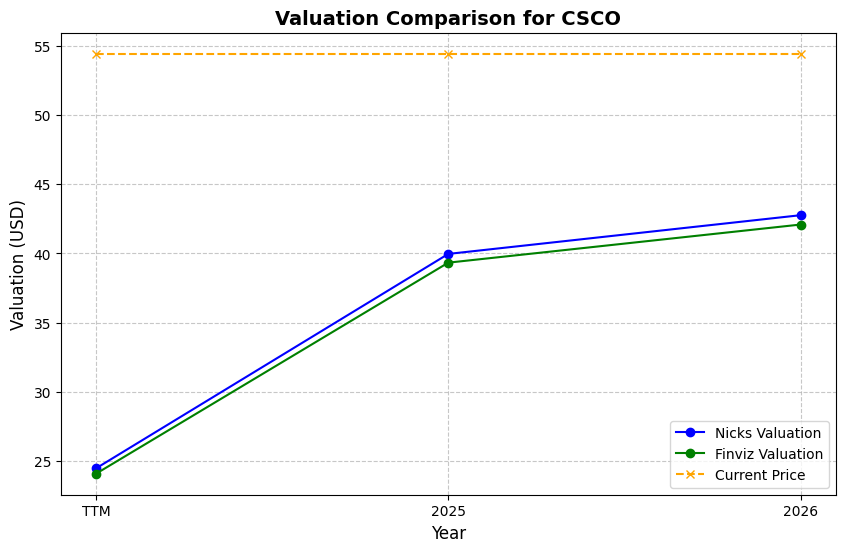 Valuation Comparison for CSCO
Valuation (USD)
55
50
45
40
35
30
25
TTM
2025
2026
Year
Nicks Valuation
Finviz Valuation
Current Price